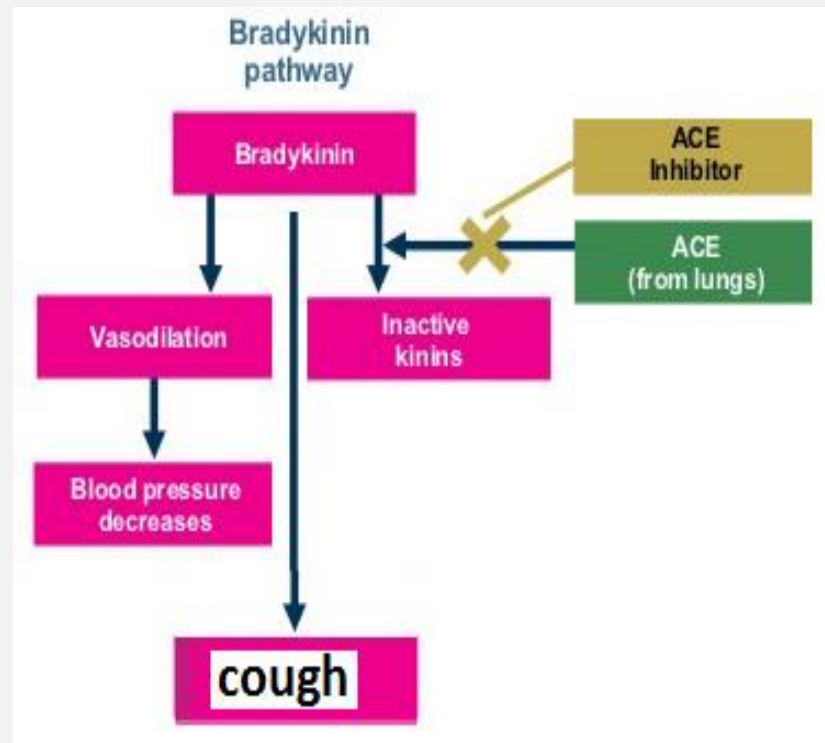 Bradykinin
pathway
Bradykinin
ACE
Inhibitor
ACE
(from lungs)
Vasodilation
Inactive
kinins
Blood pressure
decreases
cough